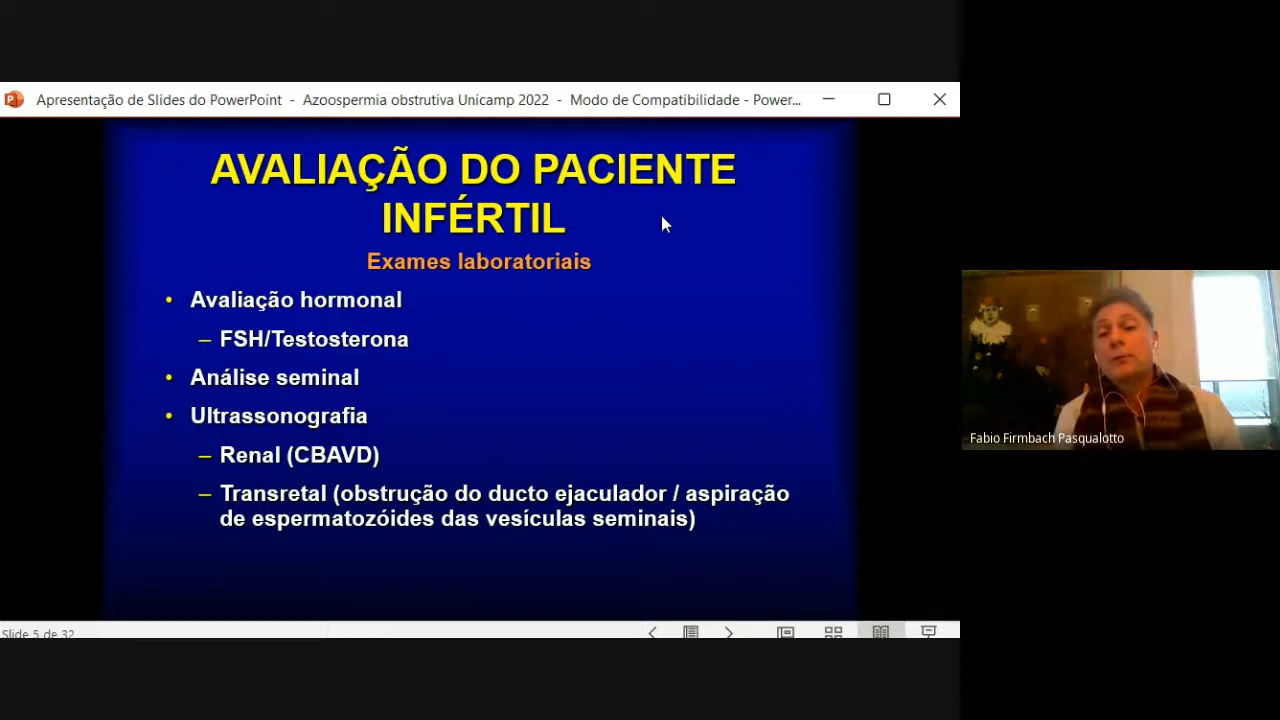 Apresentação de Slides do PowerPoint - Azoospermia obstrutiva Unicamp 2022 - Modo de Compatibilidade - Power...
AVALIAÇÃO DO PACIENTE
INFÉRTIL
Exames laboratoriais
• Avaliação hormonal
– FSH/Testosterona
• Análise seminal
• Ultrassonografia
– Renal (CBAVD)
– Transretal (obstrução do ducto ejaculador / aspiração
de espermatozóides das vesículas seminais)
Fabio Firmbach Pasqualotto
Slide 5 de 32